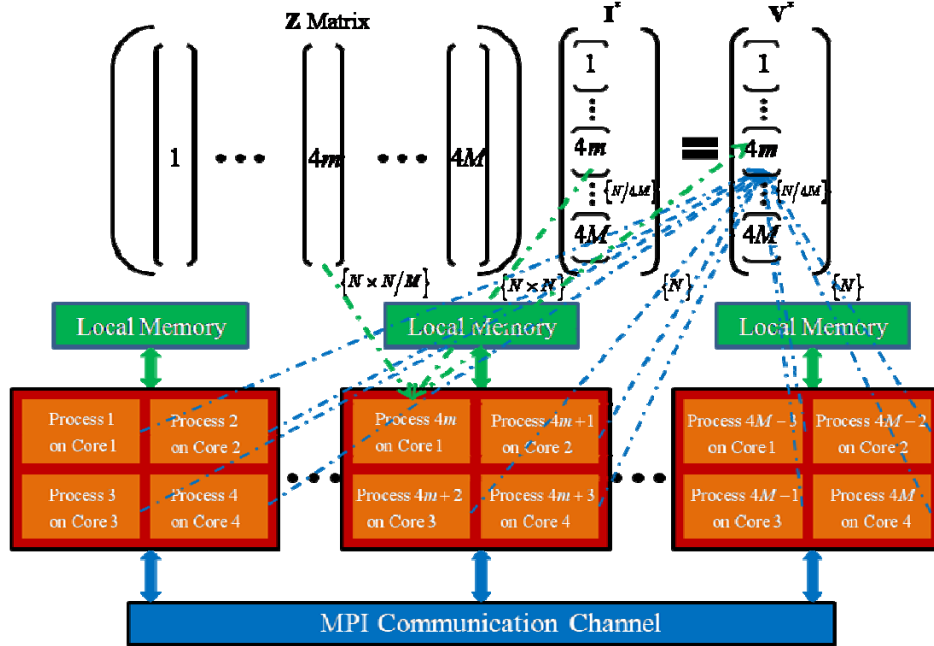 Z Matrix I* V*
1 ⋯ 4m ⋯ 4M
1
⋯
4m
⋯ {N/4M}
4M
=
1
⋯
4m
⋯ {N/4M}
4M
{N × N/M} {N × N} {N} {N}
Local Memory Local Memory Local Memory
Process 1
on Core 1
Process 2
on Core 2
Process 3
on Core 3
Process 4
on Core 4
Process 4m
on Core 1
Process 4m+1
on Core 2
Process 4m+2
on Core 3
Process 4m+3
on Core 4
Process 4M−3
on Core 1
Process 4M−2
on Core 2
Process 4M−1
on Core 3
Process 4M
on Core 4
MPI Communication Channel